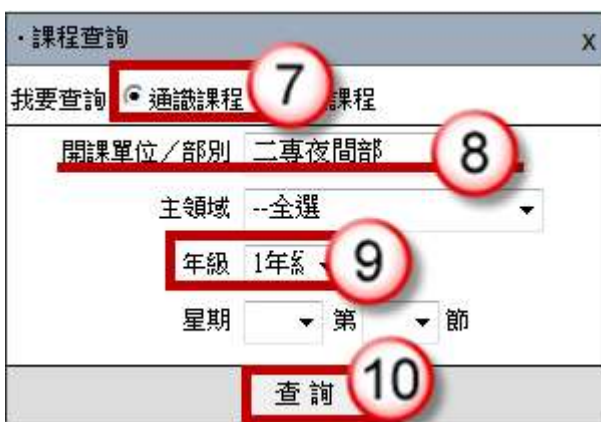 ·課程查詢 x
我要查詢 通識課程 7 課程
開課單位／部別 二專夜間部 8
主領域 --全選
年級 1年級 9
星期 第 節
查 詢 10